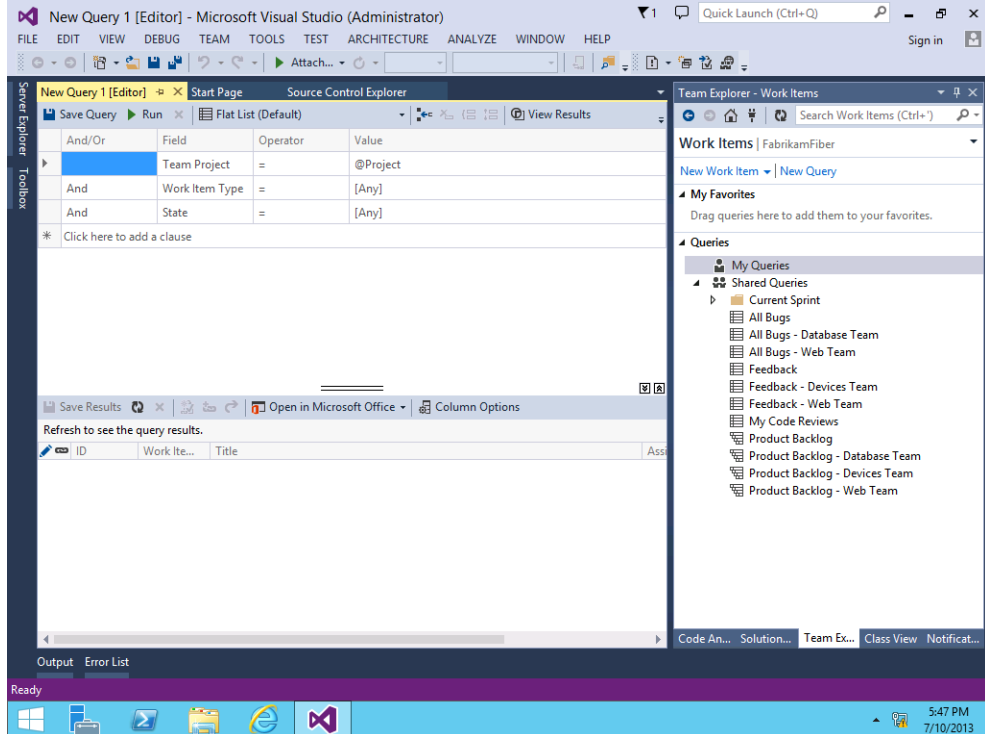 New Query 1 [Editor] - Microsoft Visual Studio (Administrator)
1
Quick Launch (Ctrl+Q)
FILE EDIT VIEW DEBUG TEAM TOOLS TEST ARCHITECTURE ANALYZE WINDOW HELP
Sign in
Attach...
Server Explorer
Toolbox
New Query 1 [Editor] Start Page Source Control Explorer
Save Query Run Flat List (Default) View Results
And/Or Field Operator Value
Team Project = @Project
And Work Item Type = [Any]
And State = [Any]
Click here to add a clause
Save Results Open in Microsoft Office Column Options
Refresh to see the query results.
ID Work Ite... Title Assi
Team Explorer - Work Items
Search Work Items (Ctrl+')
Work Items | FabrikamFiber
New Work Item | New Query
My Favorites
Drag queries here to add them to your favorites.
Queries
My Queries
Shared Queries
Current Sprint
All Bugs
All Bugs - Database Team
All Bugs - Web Team
Feedback
Feedback - Devices Team
Feedback - Web Team
My Code Reviews
Product Backlog
Product Backlog - Database Team
Product Backlog - Devices Team
Product Backlog - Web Team
Code An... Solution... Team Ex... Class View Notificat...
Output Error List
Ready
5:47 PM
7/10/2013